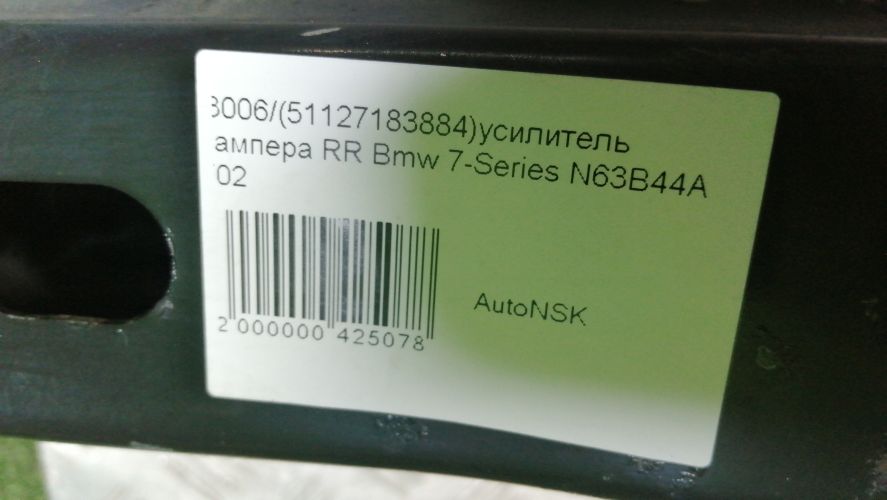 3006/(51127183884)усилитель
ампера RR Bmw 7-Series N63B44A
02
AutoNSK
2 000000 425078